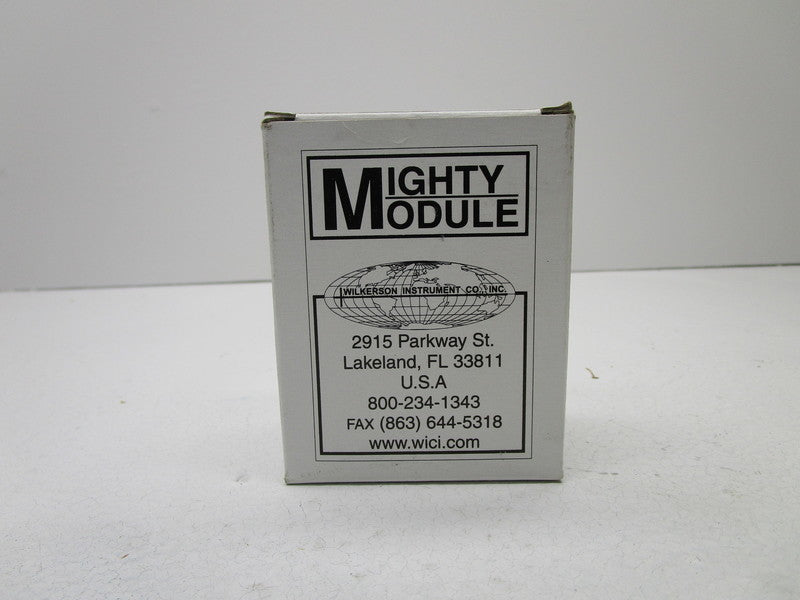 MIGHTY
MODULE
WILKERSON INSTRUMENT CO., INC.
2915 Parkway St.
Lakeland, FL 33811
U.S.A
800-234-1343
FAX (863) 644-5318
www.wici.com